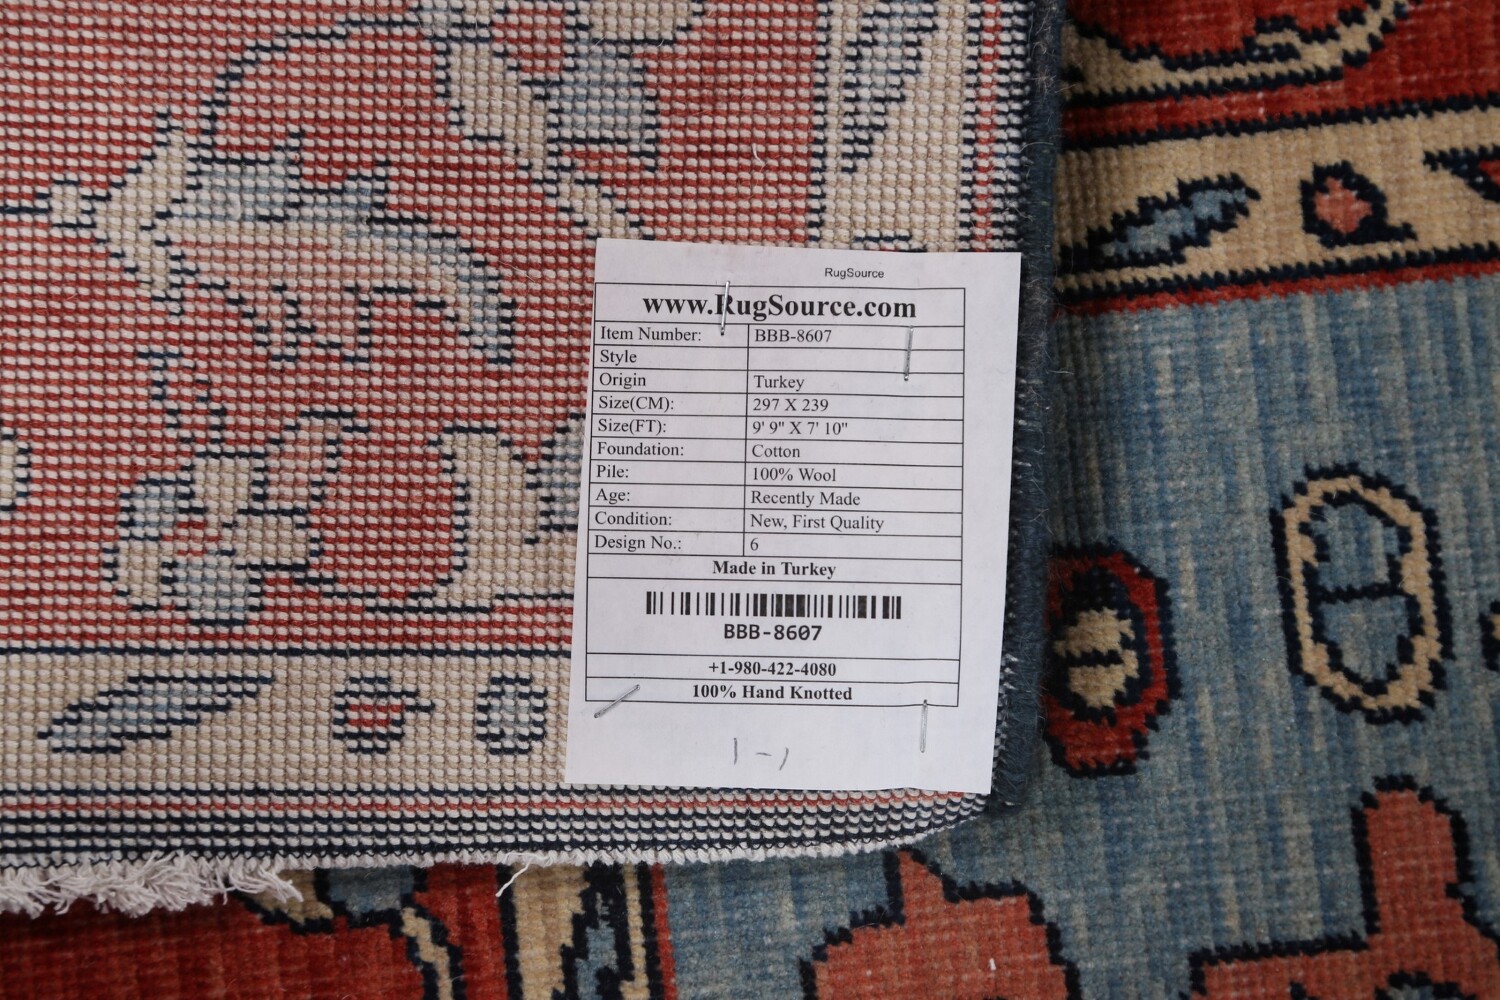 RugSource
www.RugSource.com
Item Number: BBB-8607
Style
Origin Turkey
Size(CM): 297 X 239
Size(FT): 9' 9" X 7' 10"
Foundation: Cotton
Pile: 100% Wool
Age: Recently Made
Condition: New, First Quality
Design No.: 6
Made in Turkey
BBB-8607
+1-980-422-4080
100% Hand Knotted
1-1